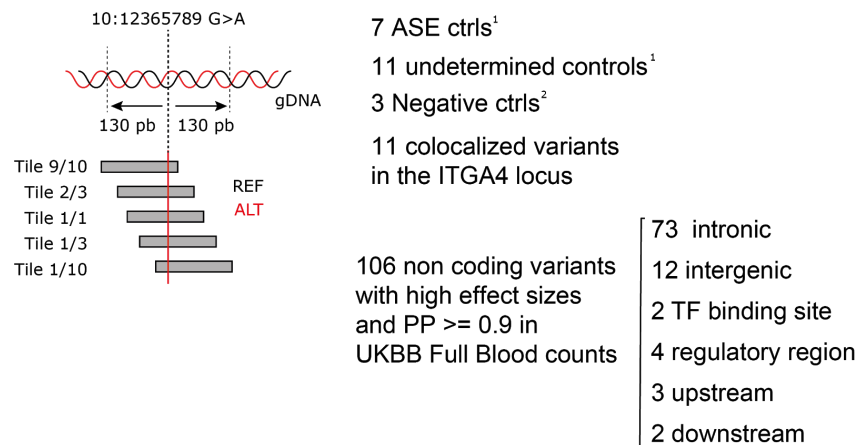 10:12365789 G>A
gDNA
130 pb 130 pb
Tile 9/10
Tile 2/3
Tile 1/1
Tile 1/3
Tile 1/10
REF
ALT
7 ASE ctrls¹
11 undetermined controls¹
3 Negative ctrls²
11 colocalized variants
in the ITGA4 locus
106 non coding variants
with high effect sizes
and PP >= 0.9 in
UKBB Full Blood counts
73 intronic
12 intergenic
2 TF binding site
4 regulatory region
3 upstream
2 downstream